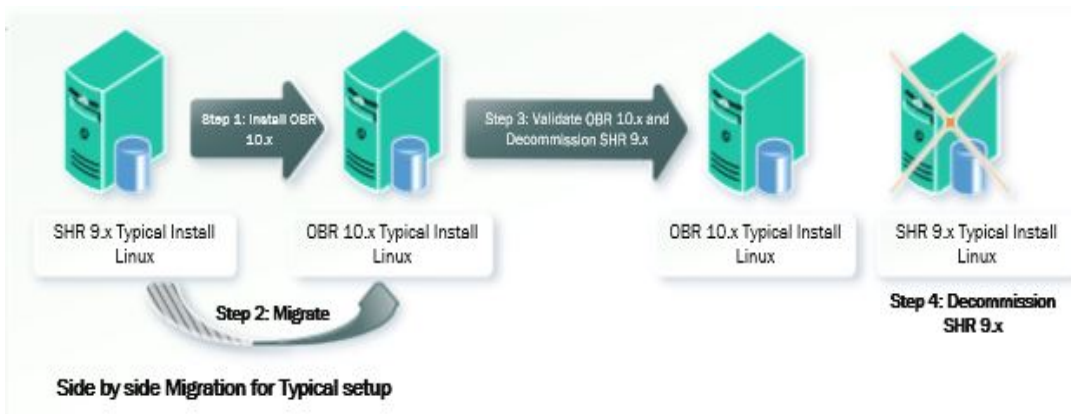 Step 1: Install OBR
10.x
Step 3: Validate OBR 10.x and
Decommission SHR 9.x
SHR 9.x Typical Install
Linux
OBR 10.x Typical Install
Linux
OBR 10.x Typical Install
Linux
SHR 9.x Typical Install
Linux
Step 2: Migrate
Step 4: Decommission
SHR 9.x
Side by side Migration for Typical setup